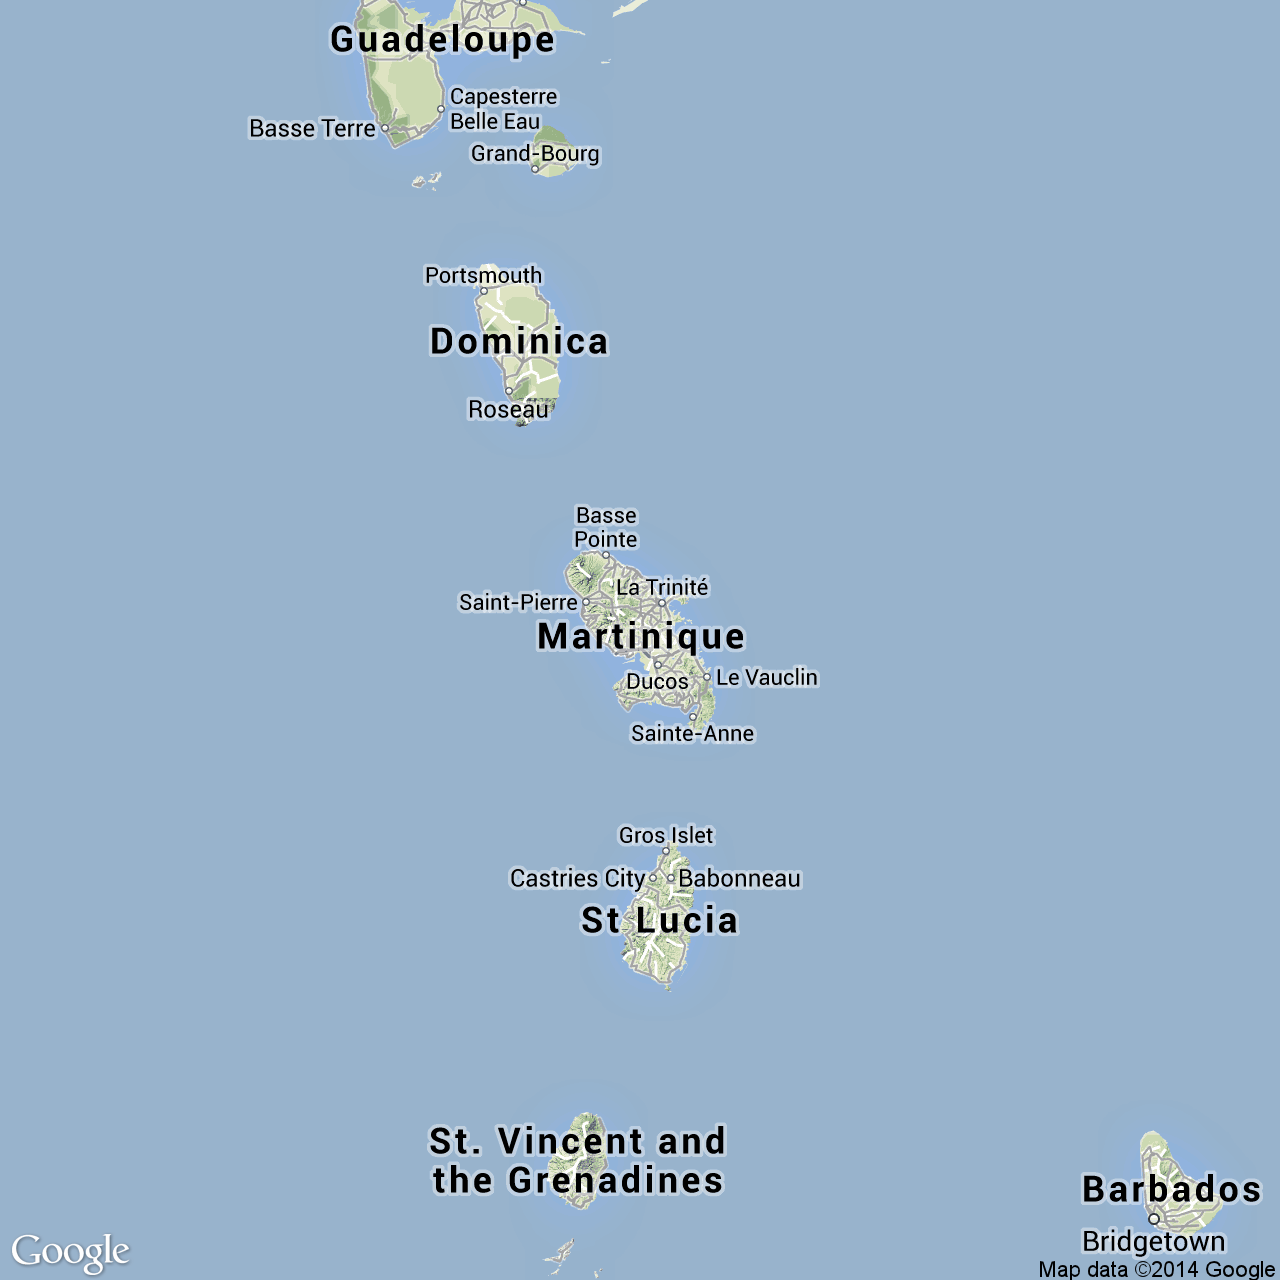 Guadeloupe
Capesterre
Belle Eau
Basse Terre
Grand-Bourg
Portsmouth
Dominica
Roseau
Basse
Pointe
La Trinité
Saint-Pierre
Martinique
Ducos
Le Vauclin
Sainte-Anne
Gros Islet
Castries City
Babonneau
St Lucia
St. Vincent and
the Grenadines
Barbados
Bridgetown
Google
Map data ©2014 Google